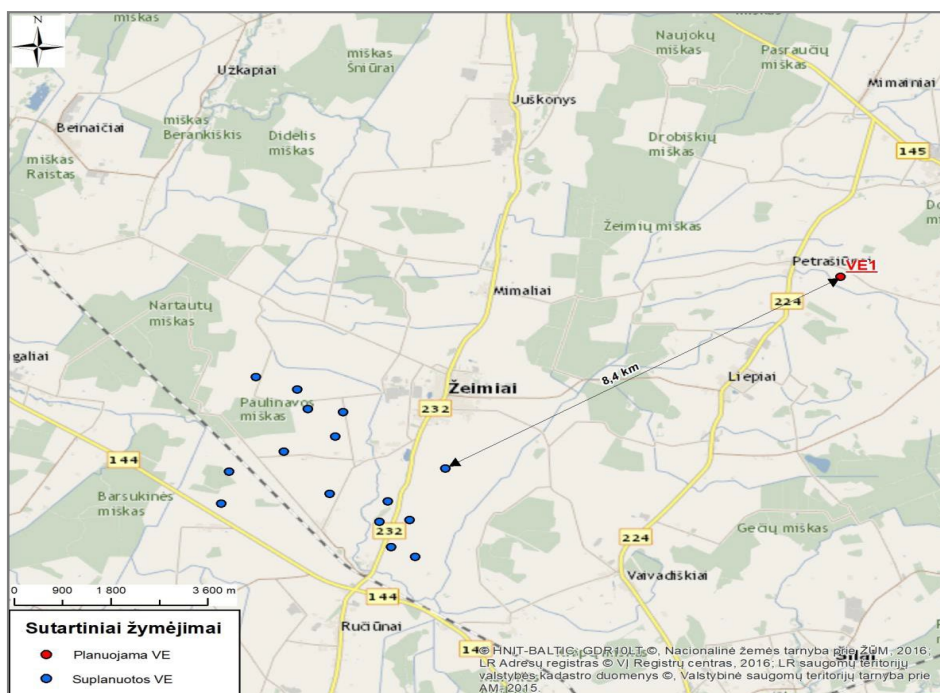 N
miškas
Šniūrai
Užkapiai
Naujokų
miškas
Pasraučių
miškas
Mimainiai
Beinaičiai
miškas
Berankiškis
Didelis
miškas
Juškonys
Drobiškių
miškas
145
miškas
Raistas
Žeimių miškas
Petrašiūnai
VE1
224
Mimaliai
Nartautų
miškas
galiai
Žeimiai
8,4 km
Liepiai
Paulinavos
miškas
232
144
Barsukinės
miškas
232
Gečių miškas
224
Vaivadiškiai
144
Ručiūnai
0 900 1 800 3 600 m
Sutartiniai žymėjimai
Planuojama VE
Suplanuotos VE
Šilai
© HNIT-BALTIC, GDR10LT ©, Nacionalinė žemės tarnyba prie ŽŪM, 2016;
LR Adresų registras © VĮ Registrų centras, 2016; LR saugomų teritorijų
valstybės kadastro duomenys ©, Valstybinė saugomų teritorijų tarnyba prie
AM, 2015.